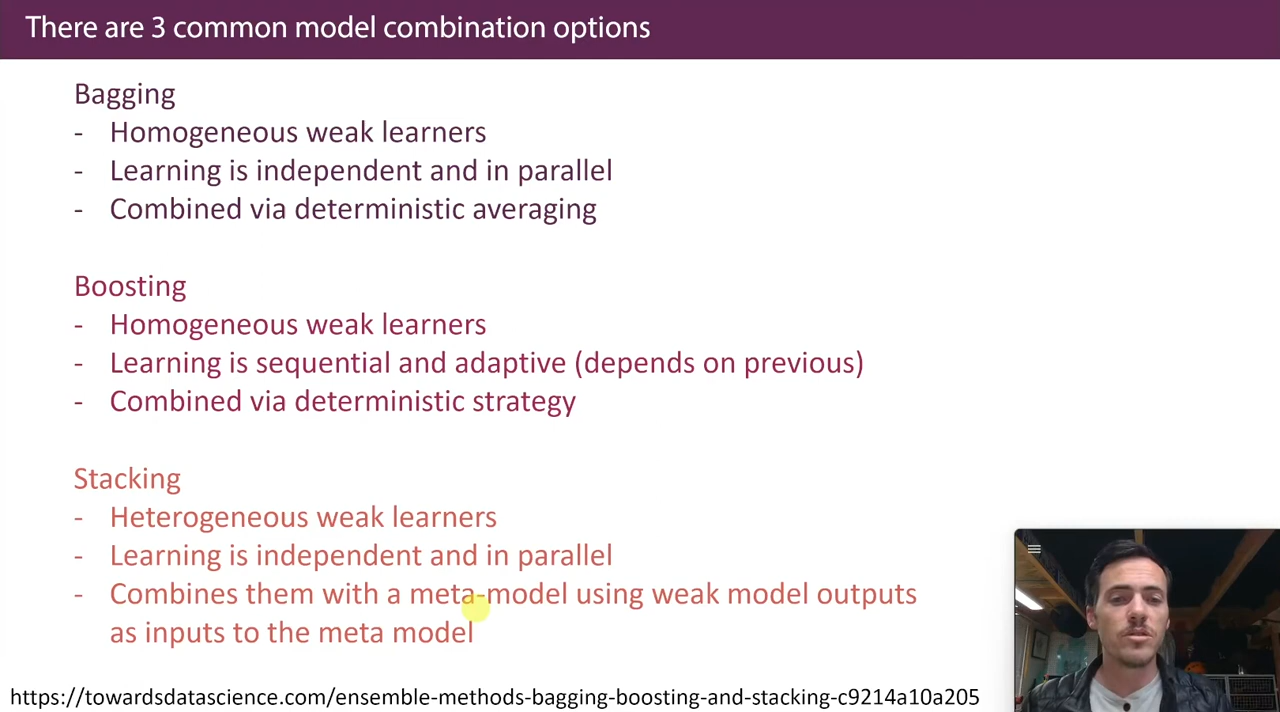 There are 3 common model combination options
Bagging
- Homogeneous weak learners
- Learning is independent and in parallel
- Combined via deterministic averaging
Boosting
- Homogeneous weak learners
- Learning is sequential and adaptive (depends on previous)
- Combined via deterministic strategy
Stacking
- Heterogeneous weak learners
- Learning is independent and in parallel
- Combines them with a meta-model using weak model outputs
as inputs to the meta model
https://towardsdatascience.com/ensemble-methods-bagging-boosting-and-stacking-c9214a10a205